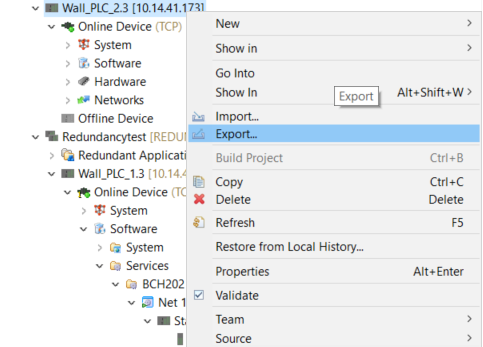 Wall_PLC_2.3 [10.14.41.173]
Online Device (TCP)
System
Software
Hardware
Networks
Offline Device
Redundancytest [REDU
Redundant Applicati
Wall_PLC_1.3 [10.14.4
Online Device (TC
System
Software
System
Services
BCH202
Net 1
Sta
New
Show in
Go Into
Show In Alt+Shift+W
Export
Import...
Export...
Build Project Ctrl+B
Copy Ctrl+C
Delete Delete
Refresh F5
Restore from Local History...
Properties Alt+Enter
Validate
Team
Source